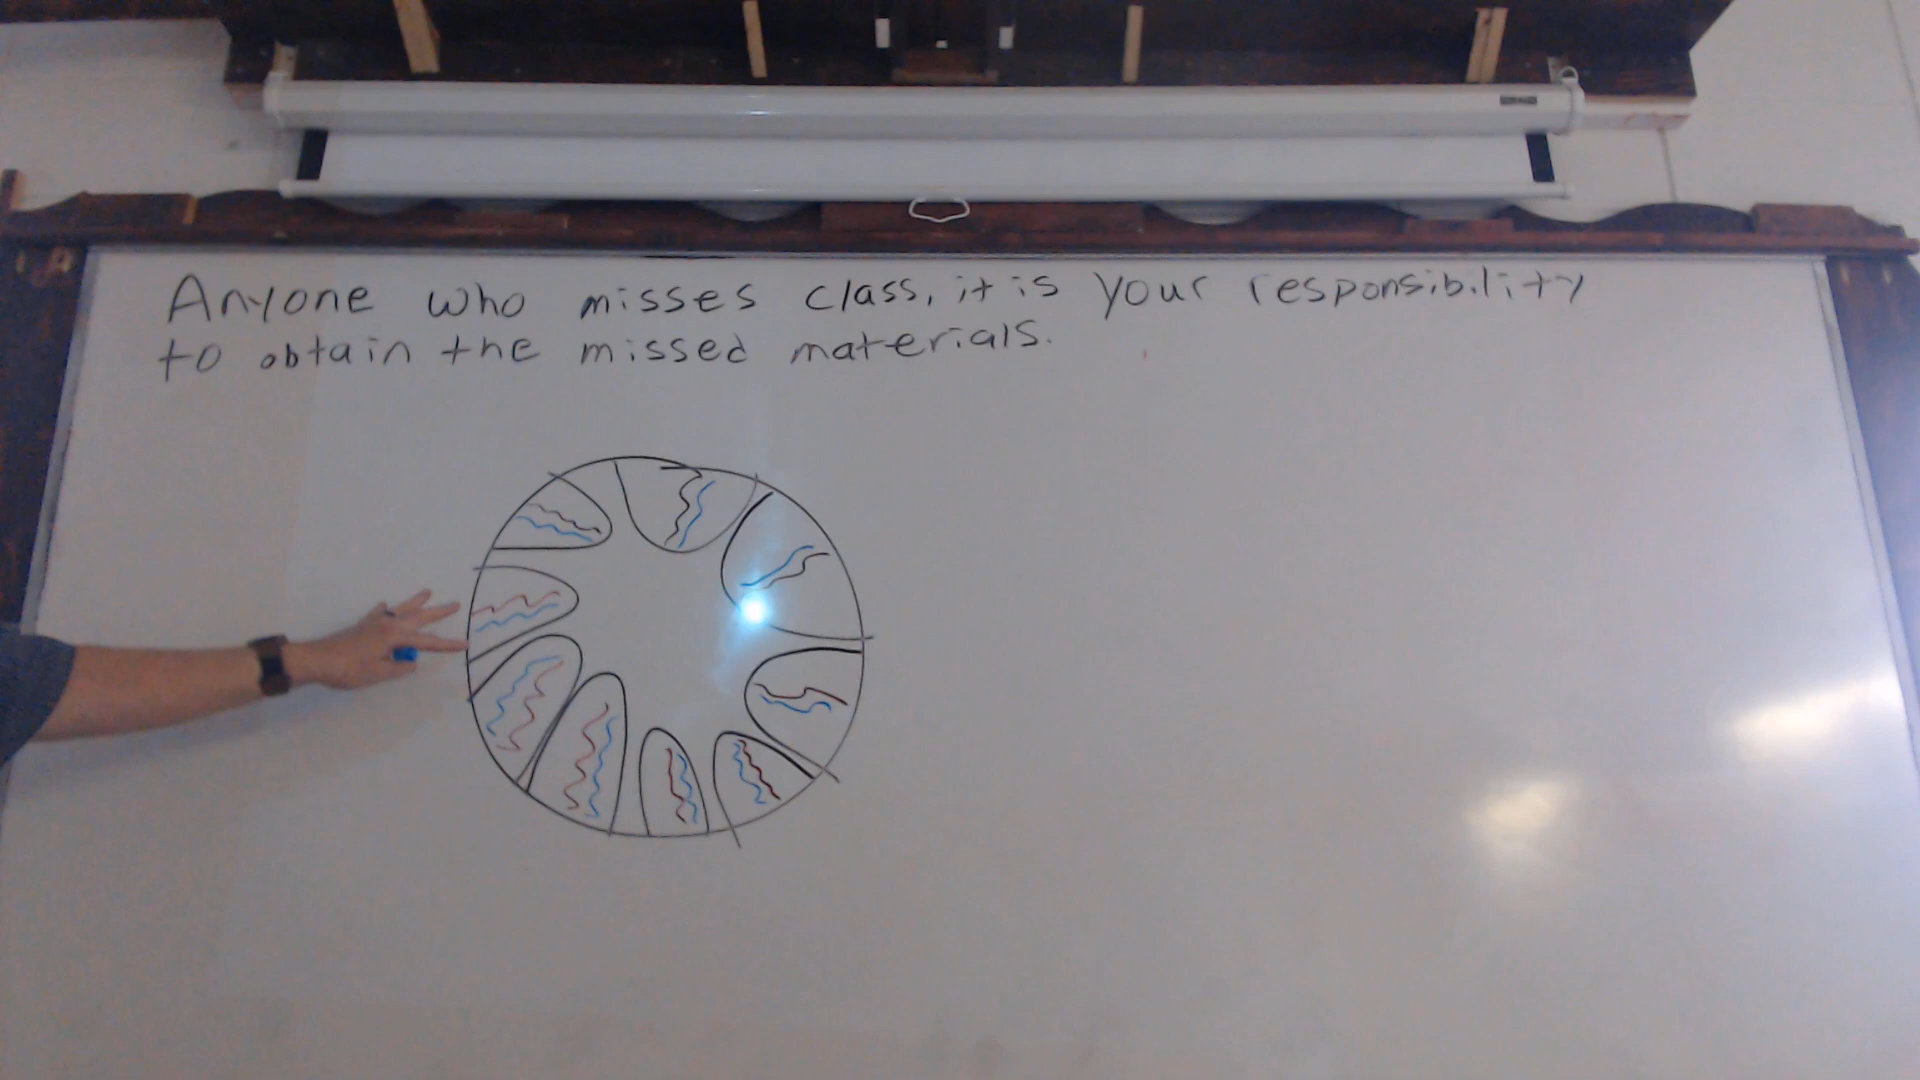 Anyone who misses class, it is your responsibility
to obtain the missed materials.